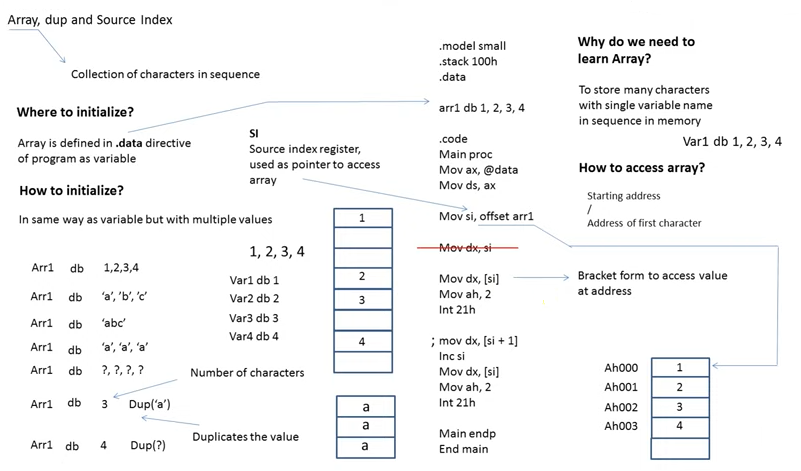 Array, dup and Source Index
Collection of characters in sequence
Where to initialize?
Array is defined in .data directive
of program as variable
How to initialize?
In same way as variable but with multiple values
Arr1 db 1,2,3,4
Arr1 db ‘a’, ’b’, ’c’
Arr1 db ‘abc’
Arr1 db ‘a’, ‘a’, ‘a’
Arr1 db ?, ?, ?, ?
Arr1 db 3 Dup(‘a’)
Arr1 db 4 Dup(?)
Number of characters
Duplicates the value
SI
Source index register,
used as pointer to access
array
1, 2, 3, 4
Var1 db 1
Var2 db 2
Var3 db 3
Var4 db 4
1
2
3
4
a
a
a
.model small
.stack 100h
.data
arr1 db 1, 2, 3, 4
.code
Main proc
Mov ax, @data
Mov ds, ax
Mov si, offset arr1
Mov dx, si
Mov dx, [si]
Mov ah, 2
Int 21h
; mov dx, [si + 1]
Inc si
Mov dx, [si]
Mov ah, 2
Int 21h
Main endp
End main
Why do we need to
learn Array?
To store many characters
with single variable name
in sequence in memory
Var1 db 1, 2, 3, 4
How to access array?
Starting address
/
Address of first character
Bracket form to access value
at address
Ah000 1
Ah001 2
Ah002 3
Ah003 4